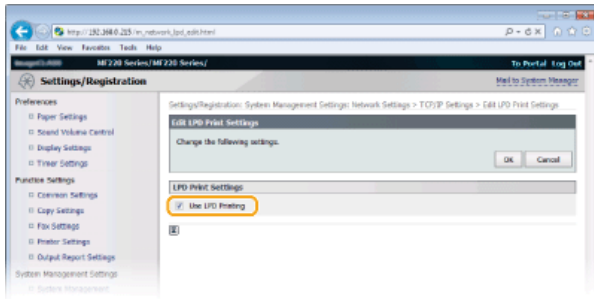 http://192.168.0.215/m_network_lpd_edit.html
File Edit View Favorites Tools Help
imageCLASS MF220 Series/MF220 Series/ To Portal Log Out
Settings/Registration Mail to System Manager
Preferences
Paper Settings
Sound Volume Control
Display Settings
Timer Settings
Function Settings
Common Settings
Copy Settings
Fax Settings
Printer Settings
Output Report Settings
System Management Settings
System Management
Settings/Registration: System Management Settings: Network Settings > TCP/IP Settings > Edit LPD Print Settings
Edit LPD Print Settings
Change the following settings.
OK Cancel
LPD Print Settings
Use LPD Printing